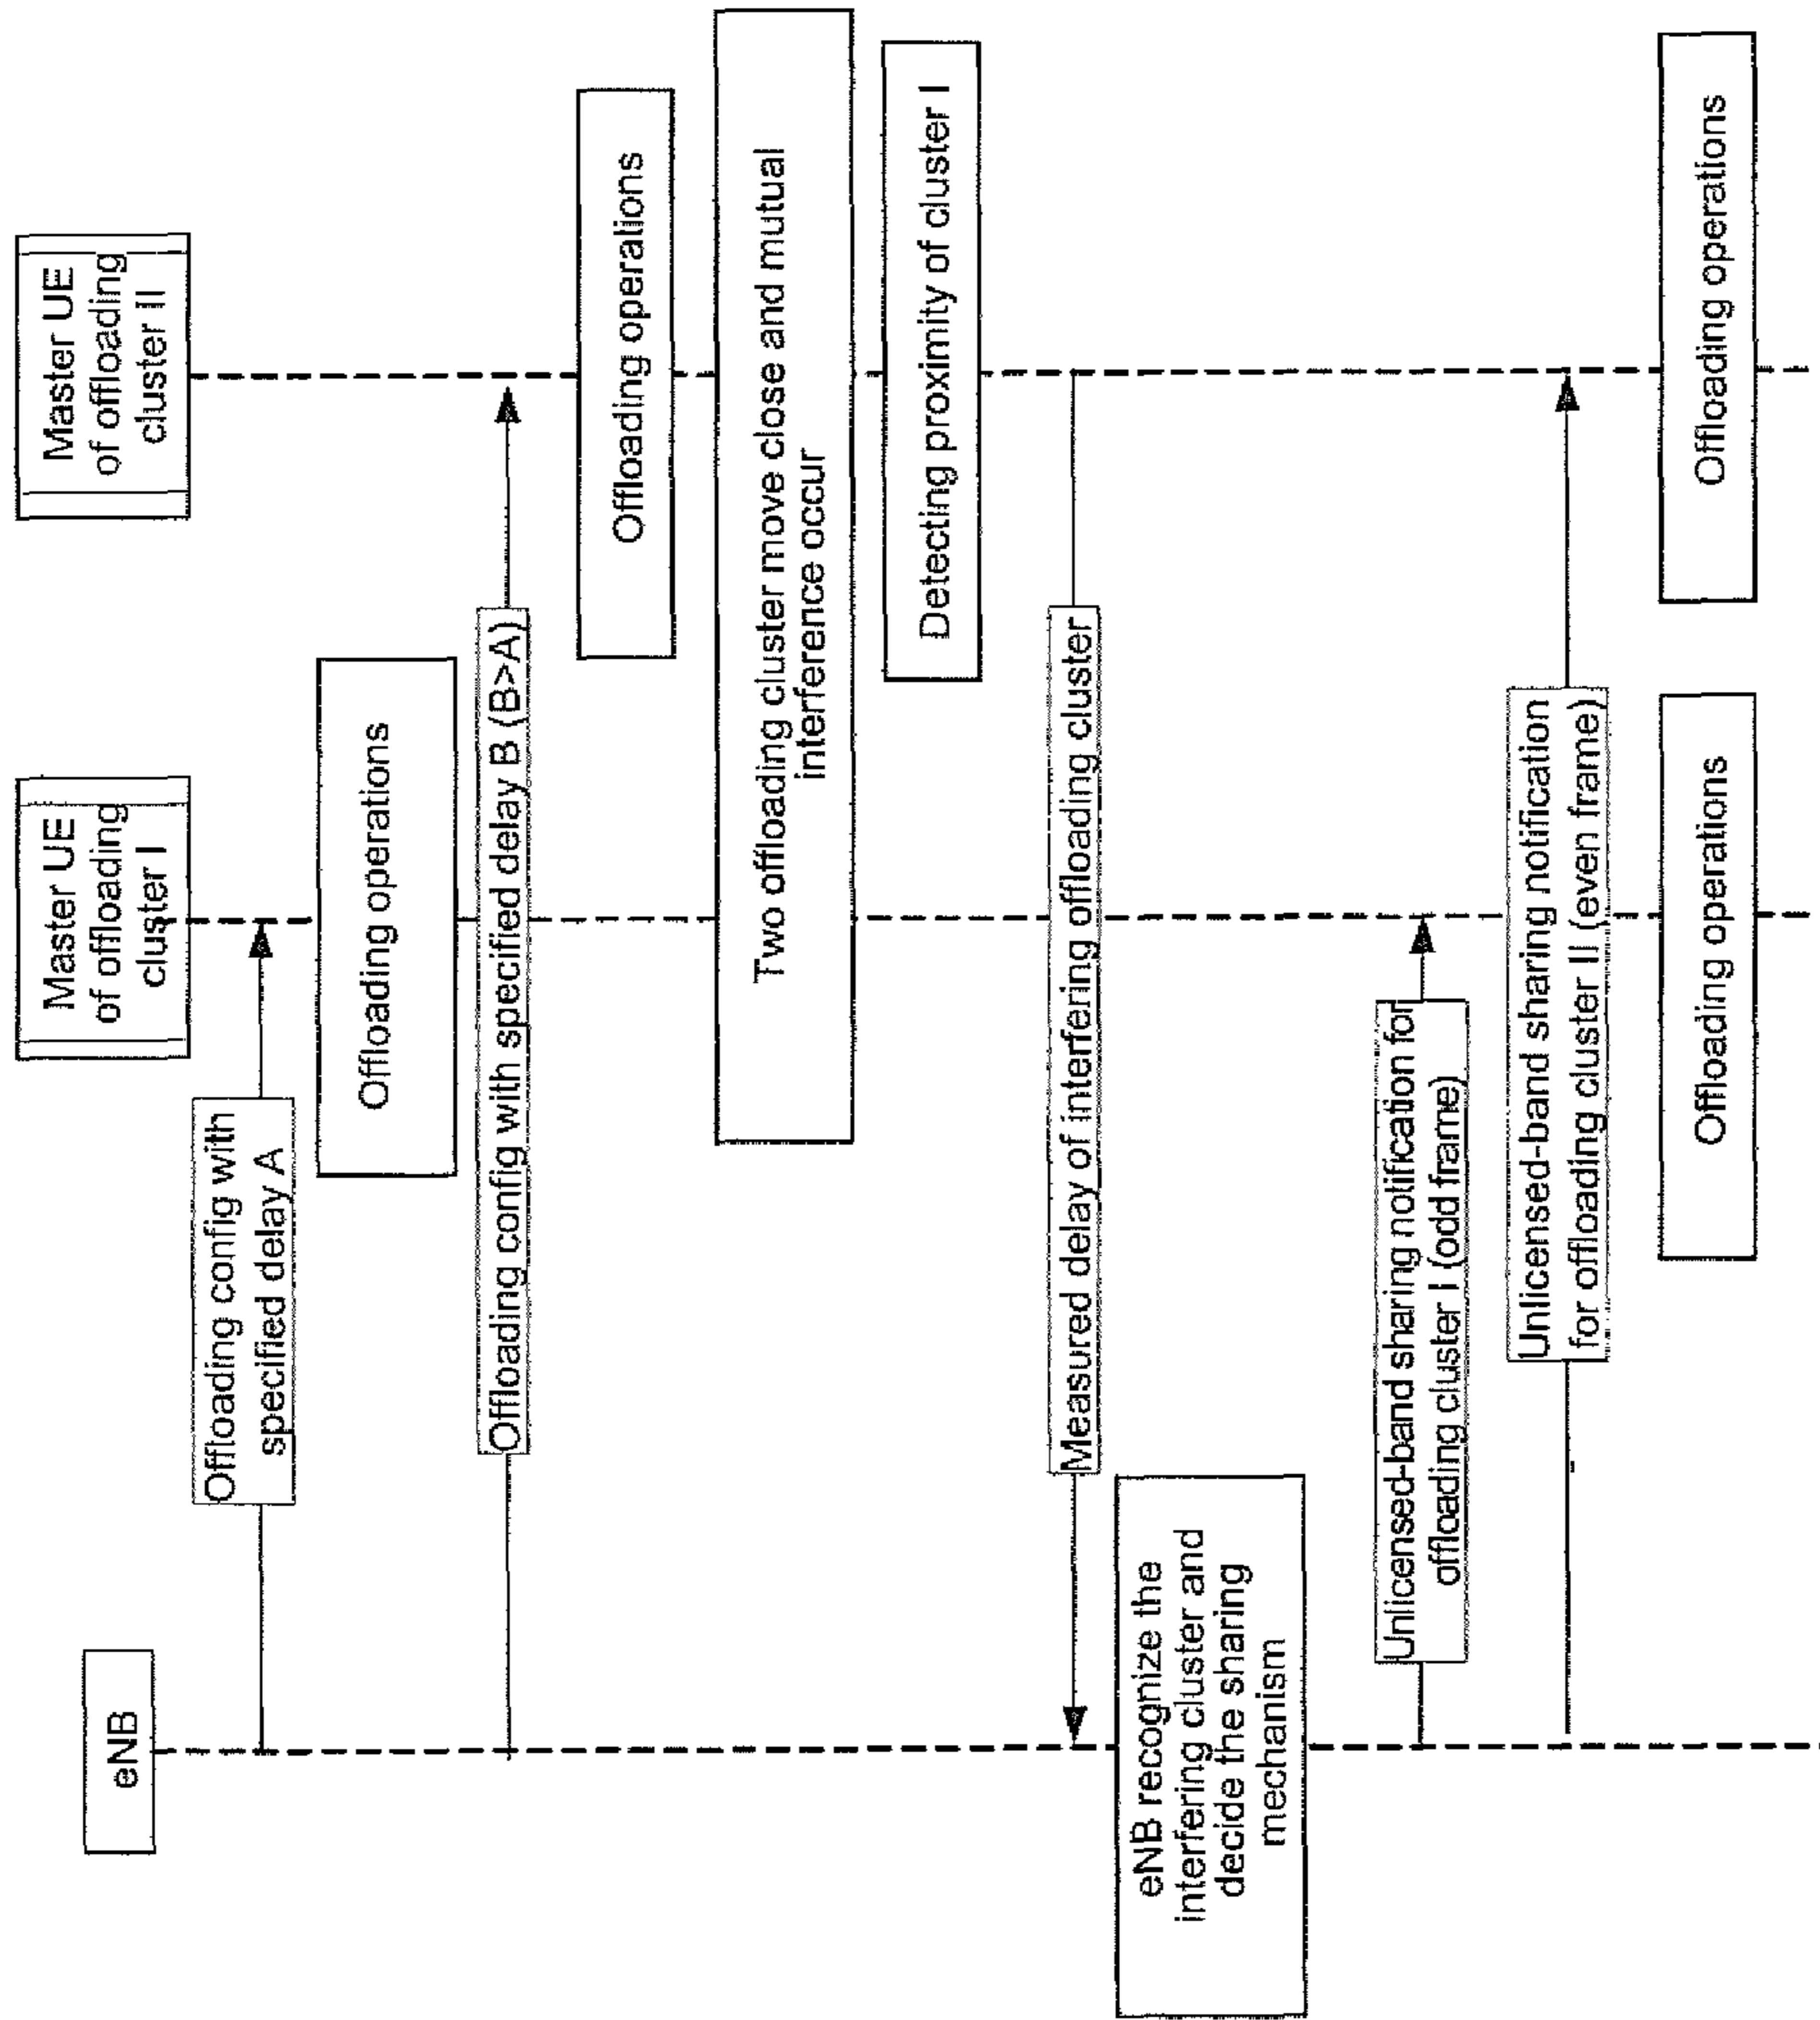 eNB
Master UE
of offloading
cluster I
Master UE
of offloading
cluster II
Offloading config with
specified delay A
Offloading operations
Offloading config with specified delay B (B>A)
Offloading operations
Two offloading cluster move close and mutual
interference occur
Detecting proximity of cluster I
Measured delay of interfering offloading cluster
eNB recognize the
interfering cluster and
decide the sharing
mechanism
Unlicensed-band sharing notification for
offloading cluster I (odd frame)
Unlicensed-band sharing notification
for offloading cluster II (even frame)
Offloading operations
Offloading operations